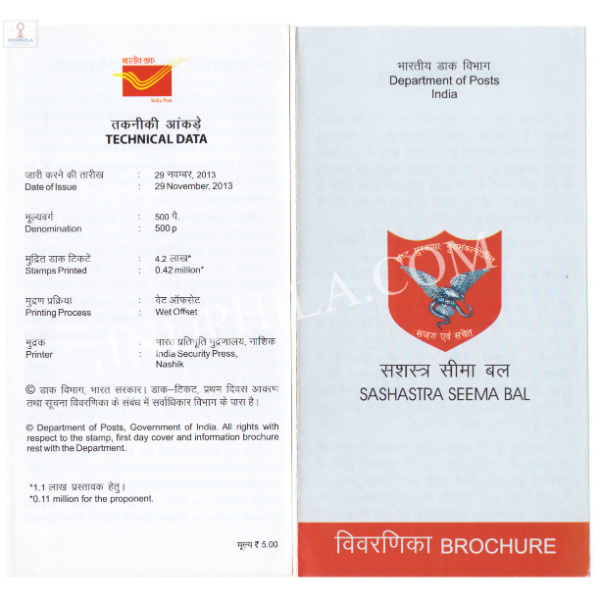 INDIPHILA
भारतीय डाक
India Post
तकनीकी आंकड़े
TECHNICAL DATA
जारी करने की तारीख : 29 नवम्बर, 2013
Date of Issue : 29 November, 2013
मूल्यवर्ग : 500 पै.
Denomination : 500 p
मुद्रित डाक टिकटें : 4.2 लाख*
Stamps Printed : 0.42 million*
मुद्रण प्रक्रिया : वेट ऑफसेट
Printing Process : Wet Offset
मुद्रक : भारत प्रतिभूति मुद्रणालय, नाशिक
Printer : India Security Press,
Nashik
© डाक विभाग, भारत सरकार। डाक–टिकट, प्रथम दिवस आवरण
तथा सूचना विवरणिका के संबंध में सर्वाधिकार विभाग के पास है।
© Department of Posts, Government of India. All rights with
respect to the stamp, first day cover and information brochure
rest with the Department.
*1.1 लाख प्रस्तावक हेतु।
*0.11 million for the proponent.
मूल्य ₹ 5.00
भारतीय डाक विभाग
Department of Posts
India
सजग एवं सचेत
सशस्त्र सीमा बल
SASHASTRA SEEMA BAL
विवरणिका BROCHURE
INDIPHILA.COM